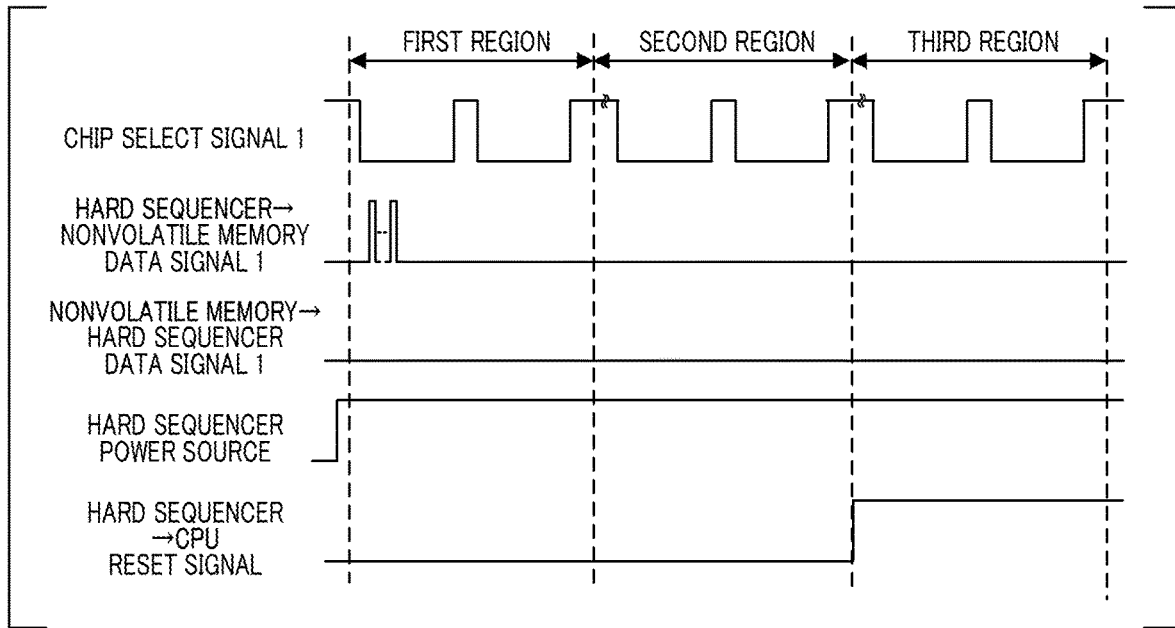 FIRST REGION
SECOND REGION
THIRD REGION
CHIP SELECT SIGNAL 1
HARD SEQUENCER→
NONVOLATILE MEMORY
DATA SIGNAL 1
NONVOLATILE MEMORY→
HARD SEQUENCER
DATA SIGNAL 1
HARD SEQUENCER
POWER SOURCE
HARD SEQUENCER
→CPU
RESET SIGNAL